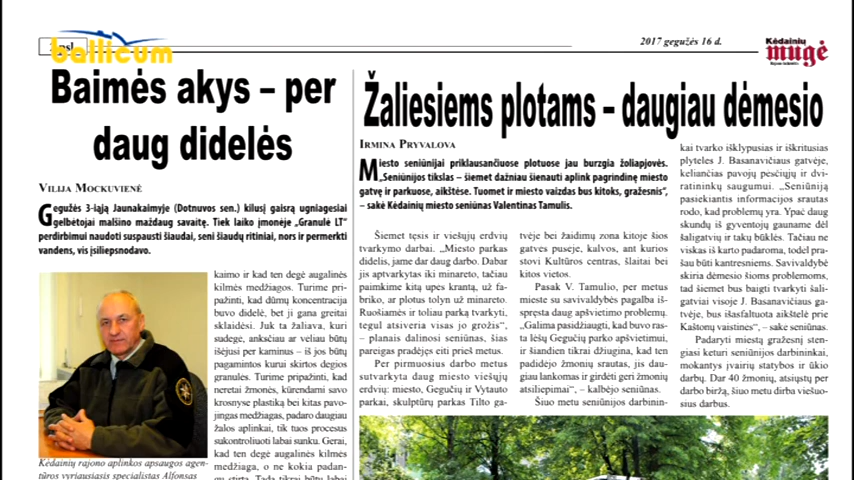 balticum
2017 gegužės 16 d.
Kėdainių
mugė
Baimės akys – per
daug didelės
VILIJA MOCKUVIENĖ
Gegužės 3-iąją Jaunakaimyje (Dotnuvos sen.) kilusį gaisrą ugniagesiai
gelbėtojai malšino maždaug savaitę. Tiek laiko įmonėje „Granulė LT“
perdirbimui naudoti suspausti šiaudai, seni šiaudų ritiniai, nors ir permerkti
vandens, vis įsiliepsnodavo.
kaimo ir kad ten degė augalinės
kilmės medžiagos. Turime pri-
pažinti, kad dūmų koncentracija
buvo didelė, bet ji gana greitai
sklaidėsi. Juk ta žaliava, kuri
sudegė, anksčiau ar vėliau būtų
išėjusi per kaminus – iš jos būtų
pagamintos kurui skirtos degios
granulės. Turime pripažinti, kad
neretai žmonės, kūrendami savo
krosnyse plastiką bei kitas pavo-
jingas medžiagas, padaro daugiau
žalos aplinkai, tik tuos procesus
sukontroliuoti labai sunku. Gerai,
kad ten degė augalinės kilmės
medžiaga, o ne kokia padan-
gų stirta. Tada tikrai būtų labai
Kėdainių rajono aplinkos apsaugos agen-
tūros vyriausiasis specialistas Alfonsas
Žaliesiems plotams – daugiau dėmesio
IRMINA PRYVALOVA
Miesto seniūnijai priklausančiuose plotuose jau burzgia žoliapjovės.
„Seniūnijos tikslas – šiemet dažniau šienauti aplink pagrindinę miesto
gatvę ir parkuose, aikštėse. Tuomet ir miesto vaizdas bus kitoks, gražesnis“,
– sakė Kėdainių miesto seniūnas Valentinas Tamulis.
Šiemet tęsis ir viešųjų erdvių
tvarkymo darbai. „Miesto parkas
didelis, jame dar daug darbo. Dabar
jis aptvarkytas iki minareto, tačiau
paimkime kitą upės krantą, už fa-
briko, ar plotus tolyn už minareto.
Ruošiamės ir toliau parką tvarkyti,
tegul atsiveria visas jo grožis“,
– planais dalinosi seniūnas, šias
pareigas pradėjęs eiti prieš metus.
Per pirmuosius darbo metus
sutvarkyta daug miesto viešųjų
erdvių: miesto, Gegučių ir Vytauto
parkai, skulptūrų parkas Tilto ga-
tvėje bei žaidimų zona kitoje šios
gatvės pusėje, kalvos, ant kurios
stovi Kultūros centras, šlaitai bei
kitos vietos.
Pasak V. Tamulio, per metus
mieste su savivaldybės pagalba iš-
spręsta daug apšvietimo problemų.
„Galima pasidžiaugti, kad buvo rasta
lėšų Gegučių parko apšvietimui,
ir šiandien tikrai džiugina, kad ten
padidėjo žmonių srautas, jis dau-
giau lankomas ir girdėti geri žmonių
atsiliepimai“, – kalbėjo seniūnas.
Šiuo metu seniūnijos darbinin-
kai tvarko išklypusias ir iškritusias
plyteles J. Basanavičiaus gatvėje,
keliančias pavojų pėsčiųjų ir dvi-
ratininkų saugumui. „Seniūniją
pasiekiantis informacijos srautas
rodo, kad problemų yra. Ypač daug
skundų iš gyventojų gauname dėl
šaligatvių ir takų būklės. Tačiau ne
viskas iš karto padaroma, todėl pra-
šau būti kantresniems. Savivaldybė
skiria dėmesio šioms problemoms,
tad šiemet bus baigti tvarkyti šali-
gatviai visoje J. Basanavičiaus ga-
tvėje, bus išasfaltuota aikštelė prie
Kaštonų vaistinės“, – sakė seniūnas.
Padaryti miestą gražesnį sten-
giasi keturi seniūnijos darbininkai,
mokantys įvairių statybos ir ūkio
darbų. Dar 40 žmonių, atsiųstų per
darbo biržą, šiuo metu dirba viešuo-
sius darbus.